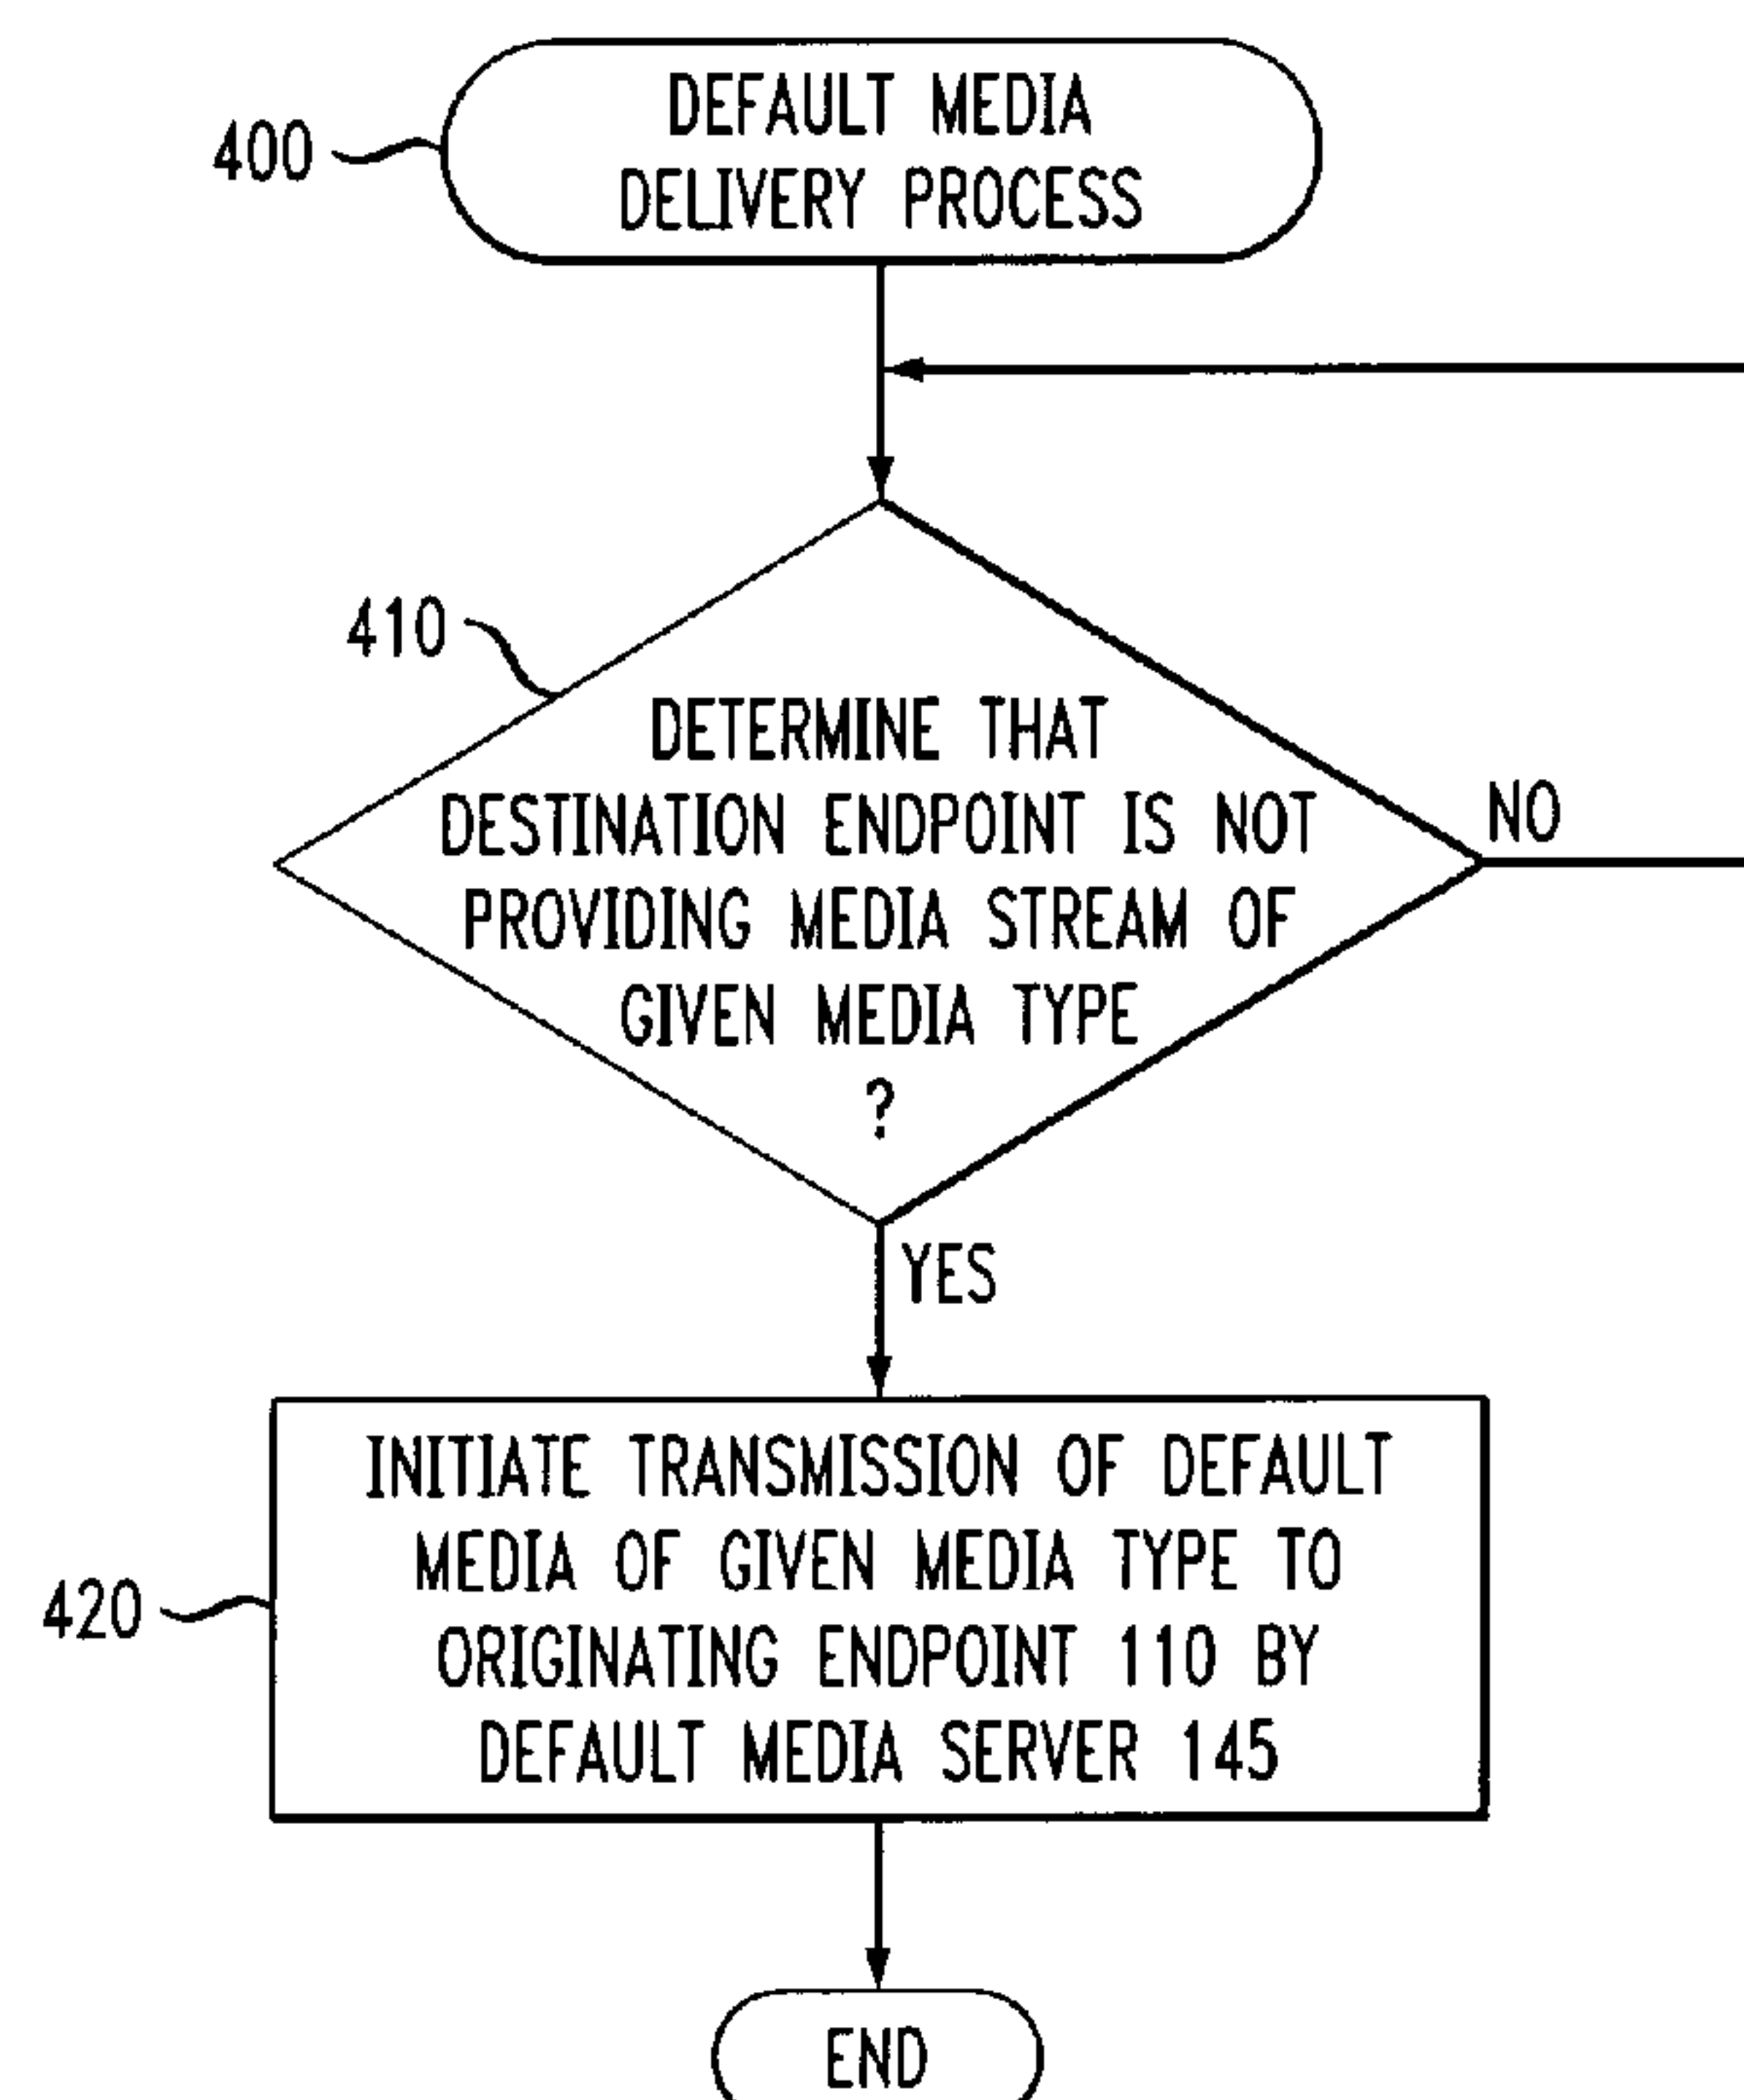 DEFAULT MEDIA
DELIVERY PROCESS
400
410
DETERMINE THAT
DESTINATION ENDPOINT IS NOT
PROVIDING MEDIA STREAM OF
GIVEN MEDIA TYPE
?
NO
YES
INITIATE TRANSMISSION OF DEFAULT
MEDIA OF GIVEN MEDIA TYPE TO
ORIGINATING ENDPOINT 110 BY
DEFAULT MEDIA SERVER 145
420
END